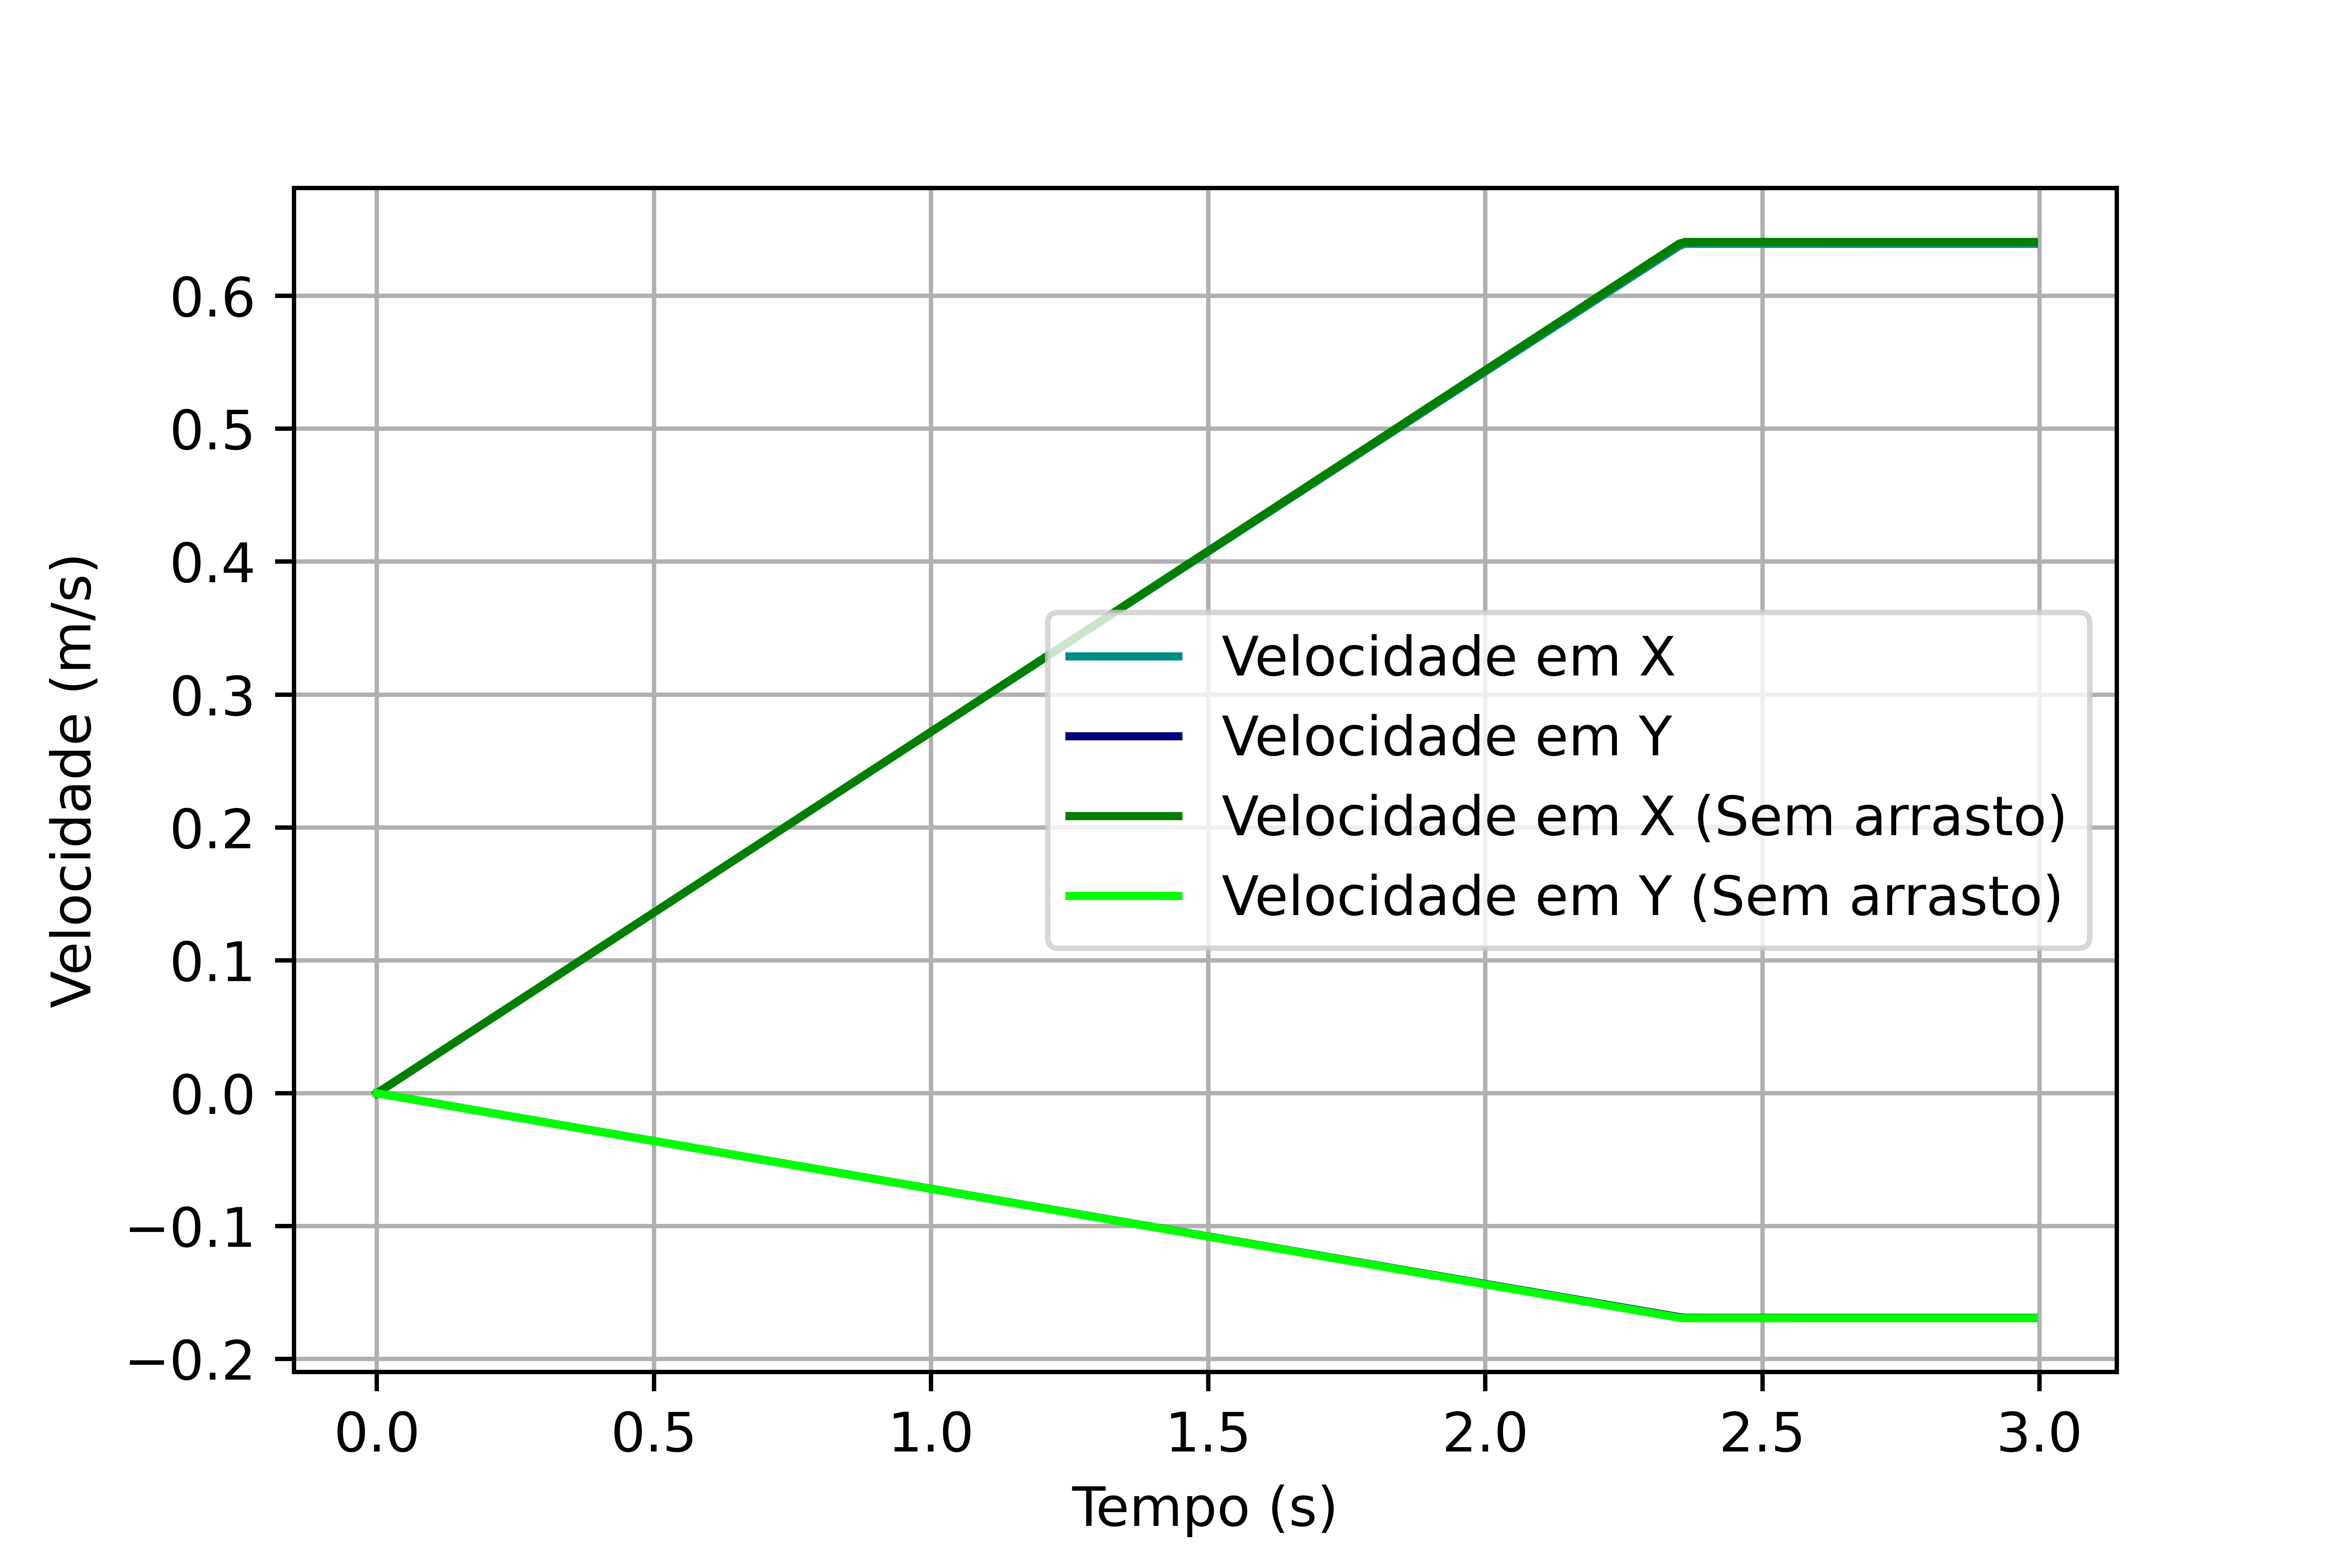 0.6
0.5
0.4
0.3
0.2
0.1
0.0
−0.1
−0.2
Velocidade (m/s)
Velocidade em X
Velocidade em Y
Velocidade em X (Sem arrasto)
Velocidade em Y (Sem arrasto)
0.0 0.5 1.0 1.5 2.0 2.5 3.0
Tempo (s)